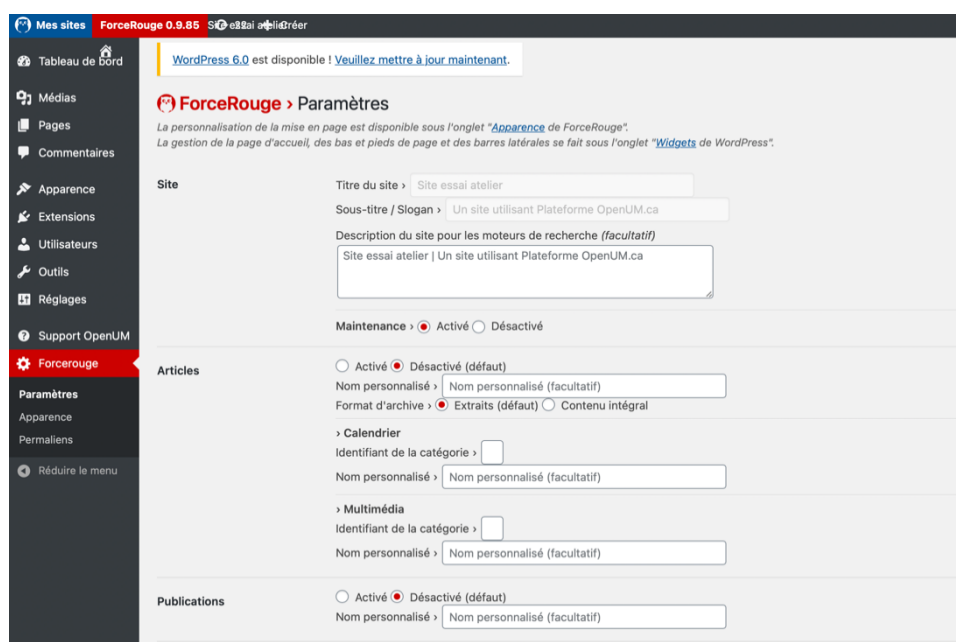 Mes sites ForceRouge 0.9.85 Site essai atelier Créer
Tableau de bord
Médias
Pages
Commentaires
Apparence
Extensions
Utilisateurs
Outils
Réglages
Support OpenUM
Forcerouge
Paramètres
Apparence
Permaliens
Réduire le menu
WordPress 6.0 est disponible ! Veuillez mettre à jour maintenant.
ForceRouge › Paramètres
La personnalisation de la mise en page est disponible sous l'onglet "Apparence de ForceRouge".
La gestion de la page d'accueil, des bas et pieds de page et des barres latérales se fait sous l'onglet "Widgets de WordPress".
Site
Titre du site › Site essai atelier
Sous-titre / Slogan › Un site utilisant Plateforme OpenUM.ca
Description du site pour les moteurs de recherche (facultatif)
Site essai atelier | Un site utilisant Plateforme OpenUM.ca
Maintenance › Activé Désactivé
Articles
Activé Désactivé (défaut)
Nom personnalisé › Nom personnalisé (facultatif)
Format d'archive › Extraits (défaut) Contenu intégral
› Calendrier
Identifiant de la catégorie ›
Nom personnalisé › Nom personnalisé (facultatif)
› Multimédia
Identifiant de la catégorie ›
Nom personnalisé › Nom personnalisé (facultatif)
Publications
Activé Désactivé (défaut)
Nom personnalisé › Nom personnalisé (facultatif)